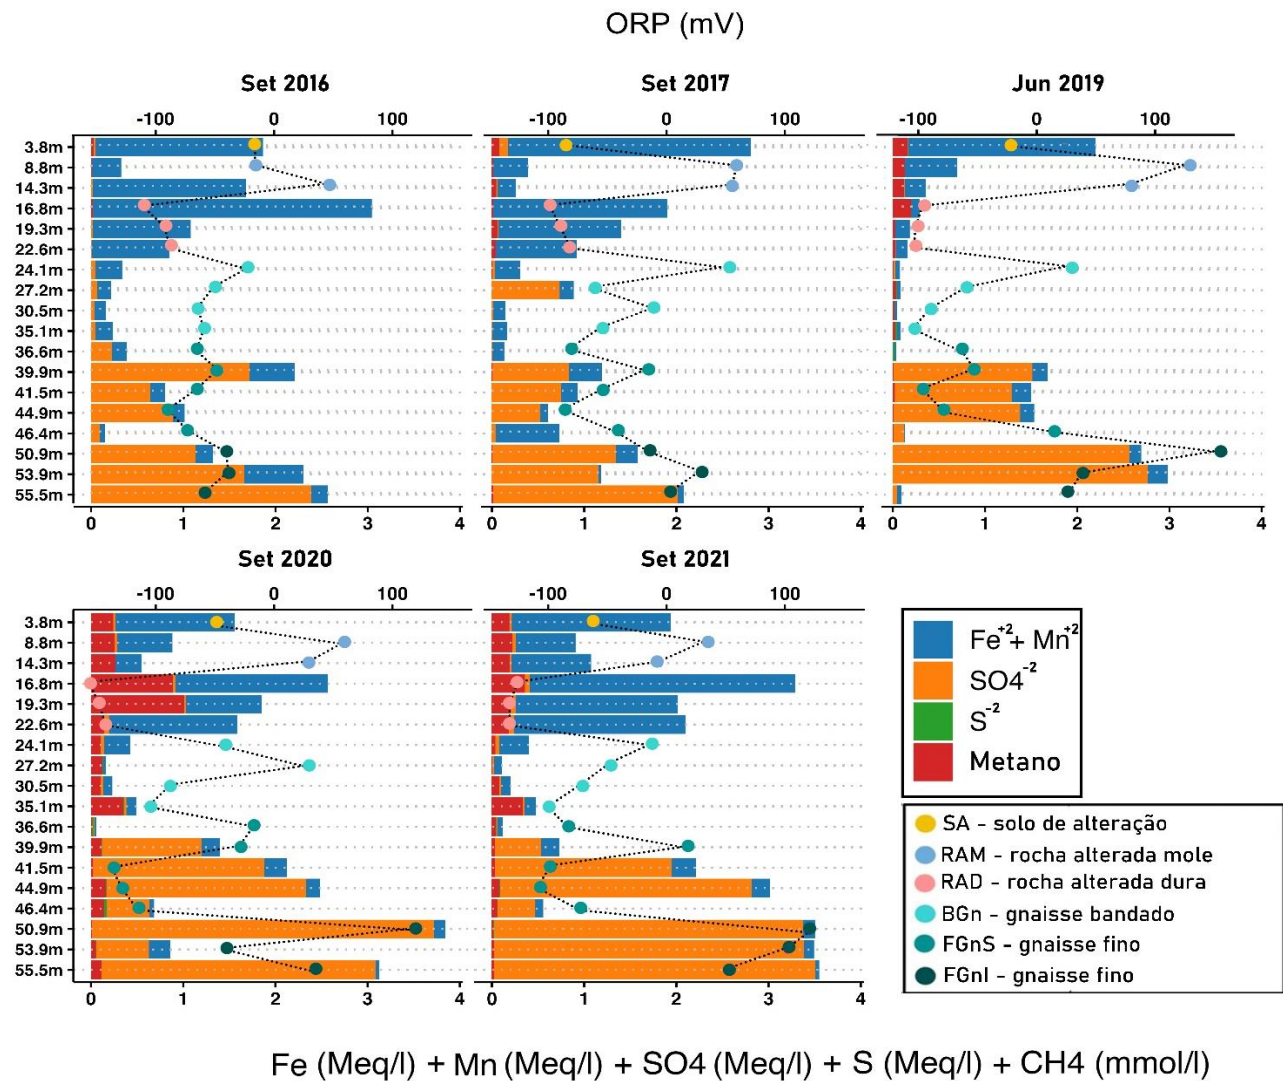 ORP (mV)
Set 2016
Set 2017
Jun 2019
-100 0 100
-100 0 100
-100 0 100
3.8m
8.8m
14.3m
16.8m
19.3m
22.6m
24.1m
27.2m
30.5m
35.1m
36.6m
39.9m
41.5m
44.9m
46.4m
50.9m
53.9m
55.5m
0 1 2 3 4
0 1 2 3 4
0 1 2 3 4
Set 2020
Set 2021
-100 0 100
-100 0 100
3.8m
8.8m
14.3m
16.8m
19.3m
22.6m
24.1m
27.2m
30.5m
35.1m
36.6m
39.9m
41.5m
44.9m
46.4m
50.9m
53.9m
55.5m
0 1 2 3 4
0 1 2 3 4
Fe⁺² + Mn⁺²
SO4⁻²
S⁻²
Metano
SA - solo de alteração
RAM - rocha alterada mole
RAD - rocha alterada dura
BGn - gnaisse bandado
FGnS - gnaisse fino
FGnI - gnaisse fino
Fe (Meq/l) + Mn (Meq/l) + SO4 (Meq/l) + S (Meq/l) + CH4 (mmol/l)